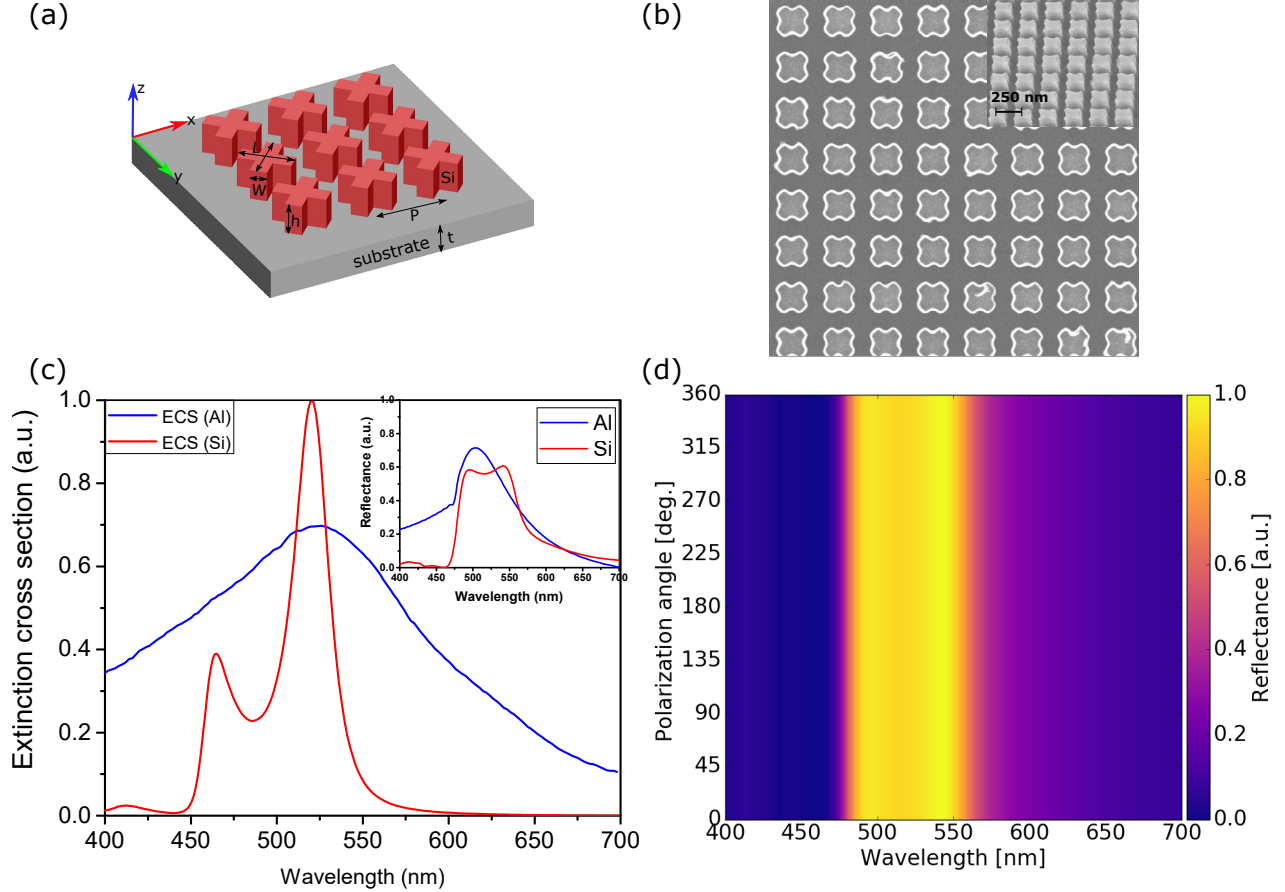 (a)
z
x
y
L
W
h
Si
P
t
substrate
(b)
250 nm
(c)
Extinction cross section (a.u.)
1.0
0.8
0.6
0.4
0.2
0.0
400 450 500 550 600 650 700
Wavelength (nm)
ECS (Al)
ECS (Si)
Reflectance (a.u.)
1.0
0.8
0.6
0.4
0.2
0.0
400 450 500 550 600 650 700
Wavelength (nm)
Al
Si
(d)
Polarization angle [deg.]
360
315
270
225
180
135
90
45
0
400 450 500 550 600 650 700
Wavelength [nm]
1.0
0.8
0.6
0.4
0.2
0.0
Reflectance [a.u.]